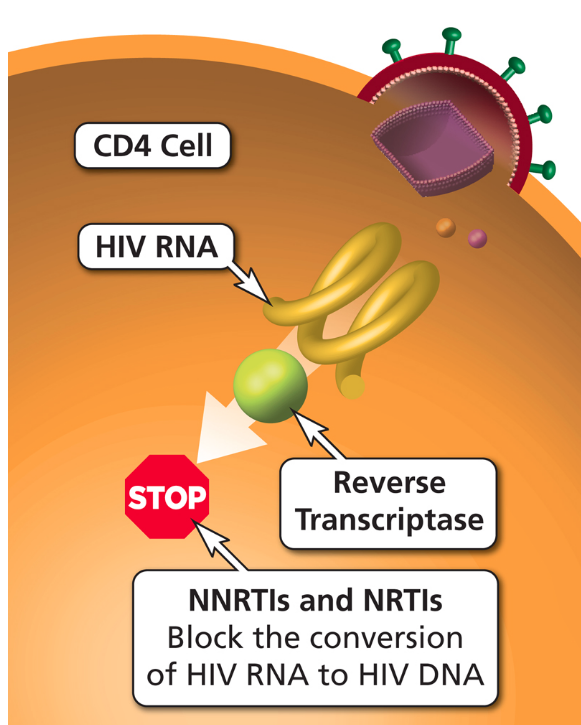 CD4 Cell
HIV RNA
Reverse
Transcriptase
STOP
NNRTIs and NRTIs
Block the conversion
of HIV RNA to HIV DNA